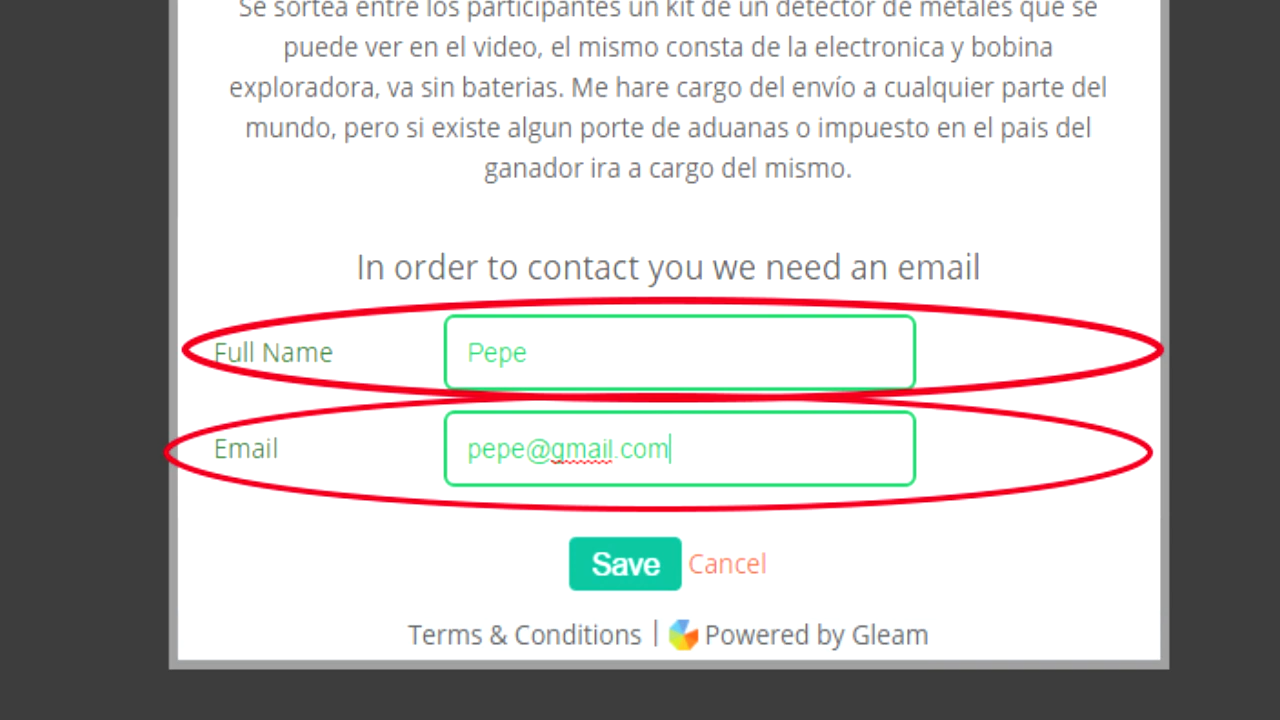 Se sortea entre los participantes un kit de un detector de metales que se
puede ver en el video, el mismo consta de la electronica y bobina
exploradora, va sin baterias. Me hare cargo del envío a cualquier parte del
mundo, pero si existe algun porte de aduanas o impuesto en el pais del
ganador ira a cargo del mismo.
In order to contact you we need an email
Full Name
Pepe
Email
pepe@gmail.com
Save Cancel
Terms & Conditions | Powered by Gleam